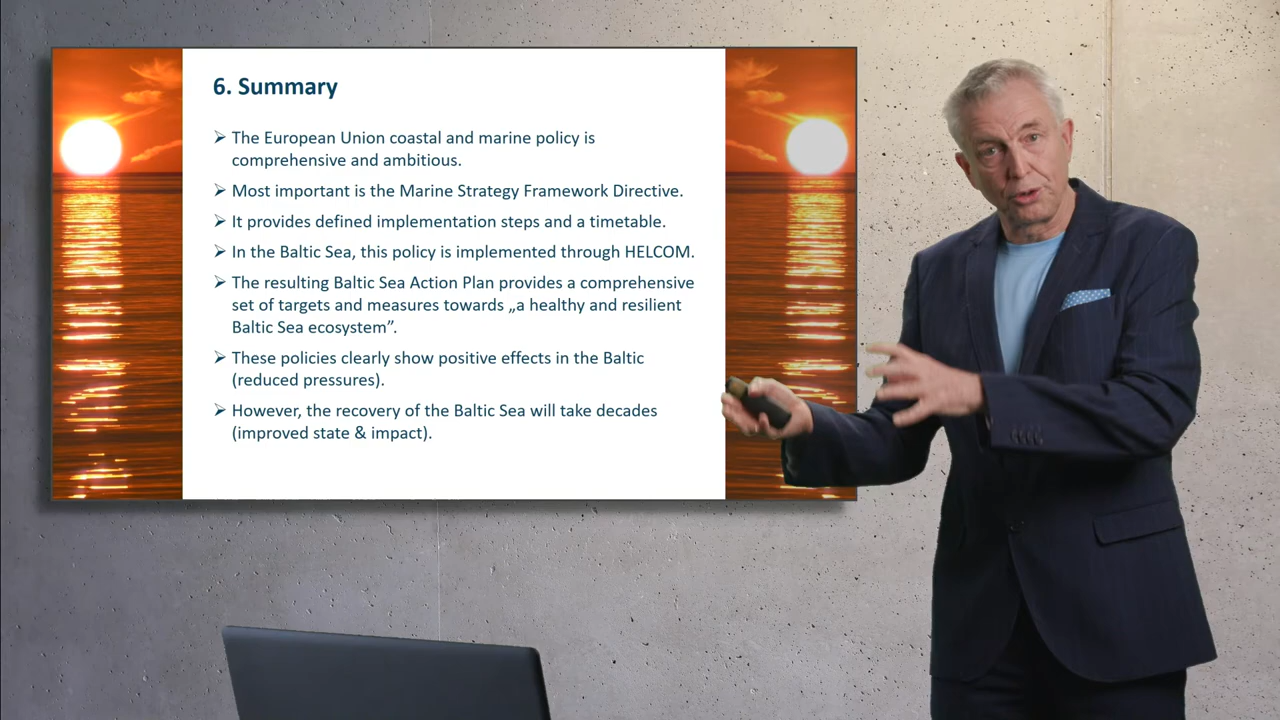 6. Summary
➢ The European Union coastal and marine policy is
comprehensive and ambitious.
➢ Most important is the Marine Strategy Framework Directive.
➢ It provides defined implementation steps and a timetable.
➢ In the Baltic Sea, this policy is implemented through HELCOM.
➢ The resulting Baltic Sea Action Plan provides a comprehensive
set of targets and measures towards „a healthy and resilient
Baltic Sea ecosystem”.
➢ These policies clearly show positive effects in the Baltic
(reduced pressures).
➢ However, the recovery of the Baltic Sea will take decades
(improved state & impact).